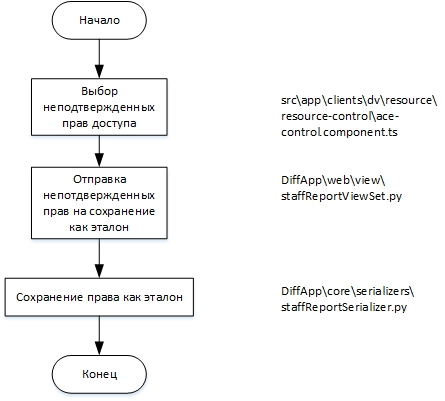 Начало
Выбор
неподтвержденных
прав доступа
src\app\clients\dv\resource\
resource-control\ace-
control.component.ts
Отправка
непотдвержденных
прав на сохранение
как эталон
DiffApp\web\view\
staffReportViewSet.py
Сохранение права как эталон
DiffApp\core\serializers\
staffReportSerializer.py
Конец